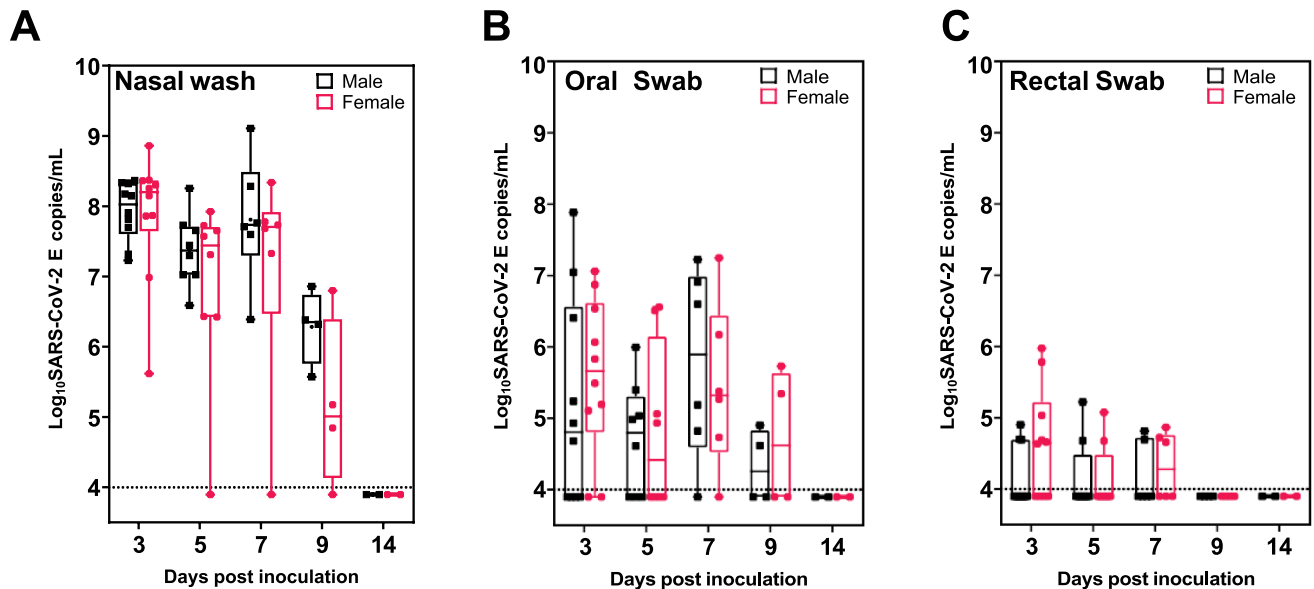 A
Nasal wash
Male
Female
Log₁₀SARS-CoV-2 E copies/mL
10
9
8
7
6
5
4
3
5
7
9
14
Days post inoculation
B
Oral Swab
Male
Female
Log₁₀SARS-CoV-2 E copies/mL
10
9
8
7
6
5
4
3
5
7
9
14
Days post inoculation
C
Rectal Swab
Male
Female
Log₁₀SARS-CoV-2 E copies/mL
10
9
8
7
6
5
4
3
5
7
9
14
Days post inoculation